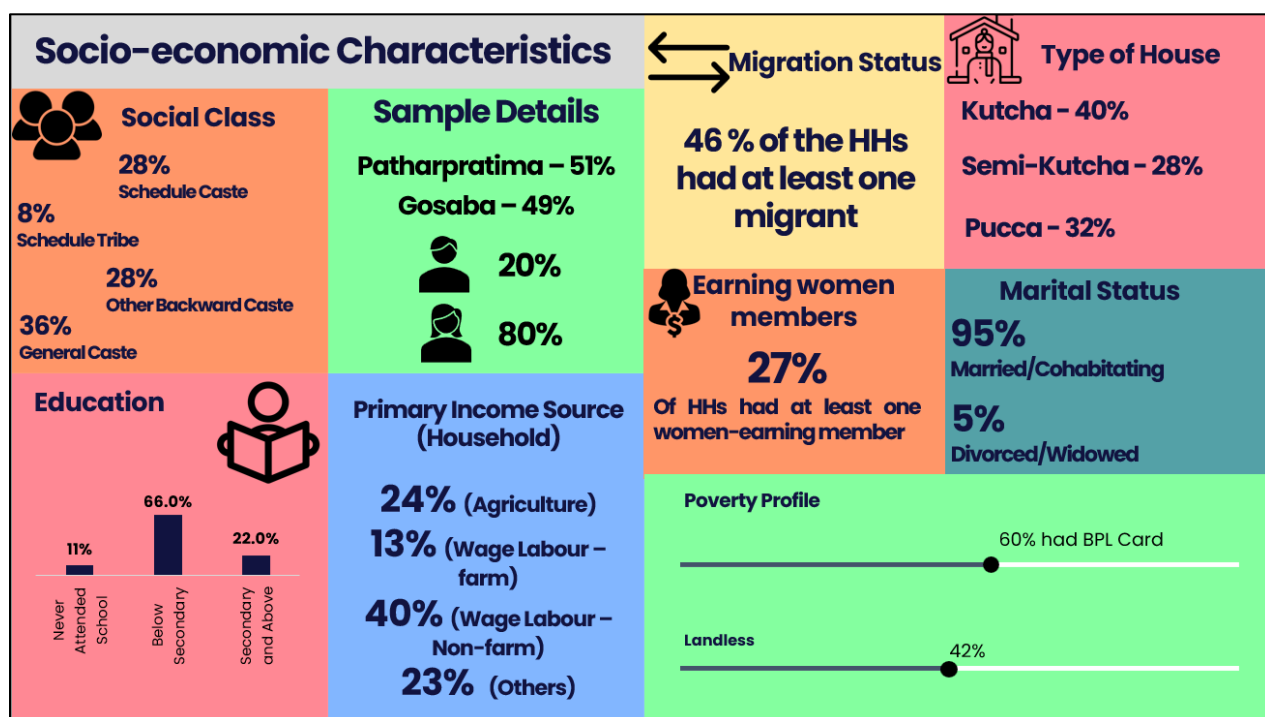 Socio-economic Characteristics
Social Class
28%
Schedule Caste
8%
Schedule Tribe
28%
Other Backward Caste
36%
General Caste
Sample Details
Patharpratima – 51%
Gosaba – 49%
20%
80%
Migration Status
46 % of the HHs
had at least one
migrant
Type of House
Kutcha - 40%
Semi-Kutcha - 28%
Pucca - 32%
Earning women
members
27%
Of HHs had at least one
women-earning member
Marital Status
95%
Married/Cohabitating
5%
Divorced/Widowed
Education
11%
66.0%
22.0%
Never
Attended
School
Below
Secondary
Secondary
and Above
Primary Income Source
(Household)
24% (Agriculture)
13% (Wage Labour –
farm)
40% (Wage Labour –
Non-farm)
23% (Others)
Poverty Profile
60% had BPL Card
Landless
42%